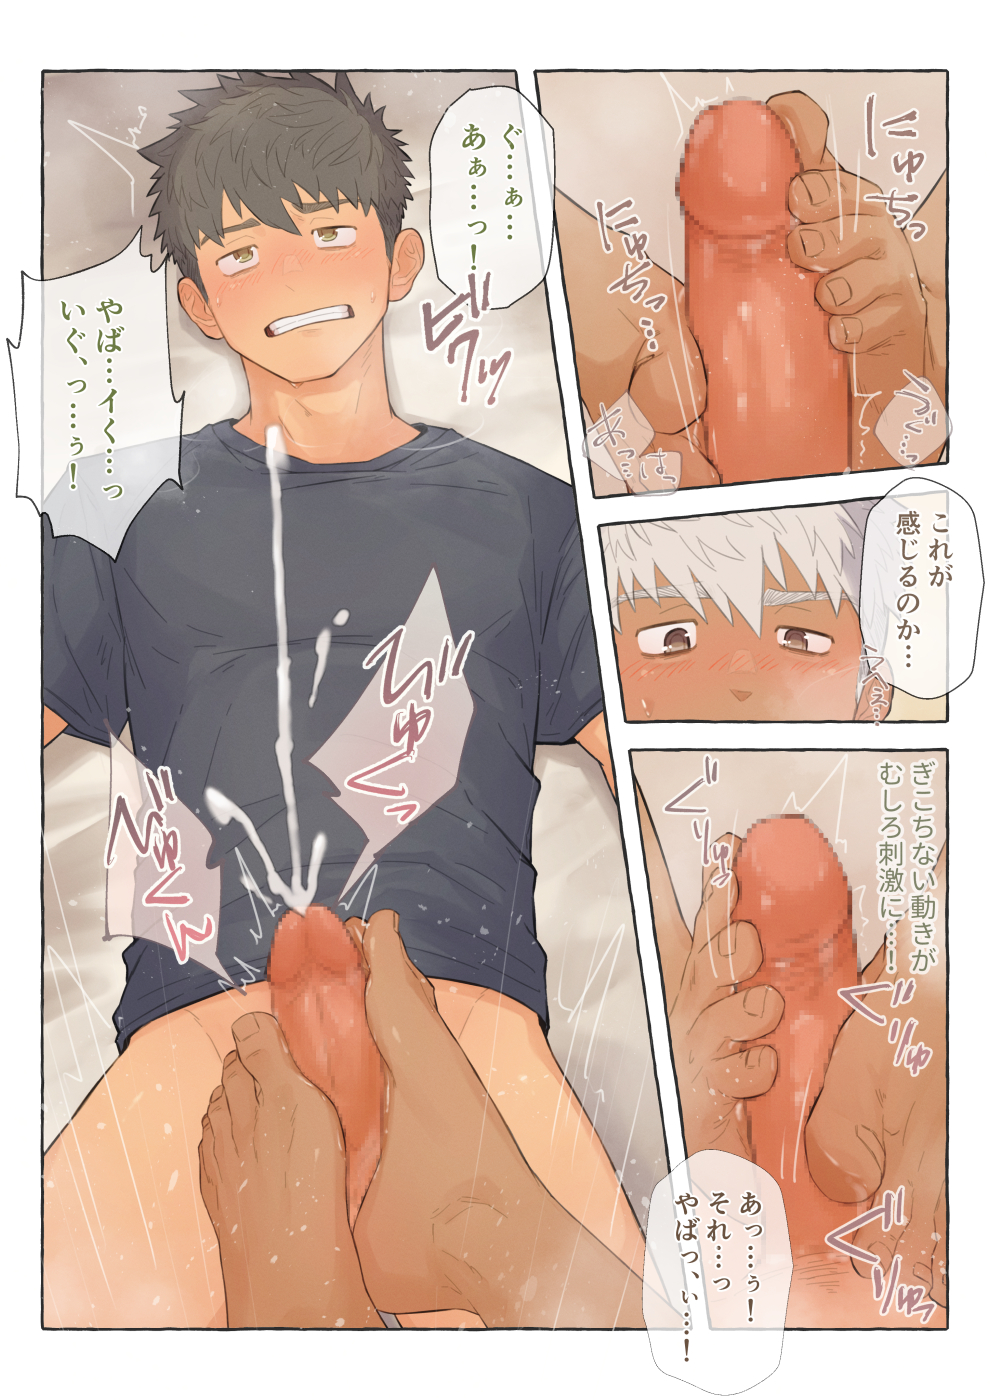 にゅちっ
にゅちっ…
うぐ…っ
あっ…はっ
これが
感じるのか…
うへぇ…
ぎこちない動きが
むしろ刺激に……！
ぐりゅ
ぐりゅ
ぐりゅっ
あっ……ぅ！
それ…っ
やばっ、ぃ……！
ぐ…ぁ…
あぁ…っ！
ビクッ
やば…イく…っ
いぐ、っ……ぅ！
びゅくっ
びゅくん